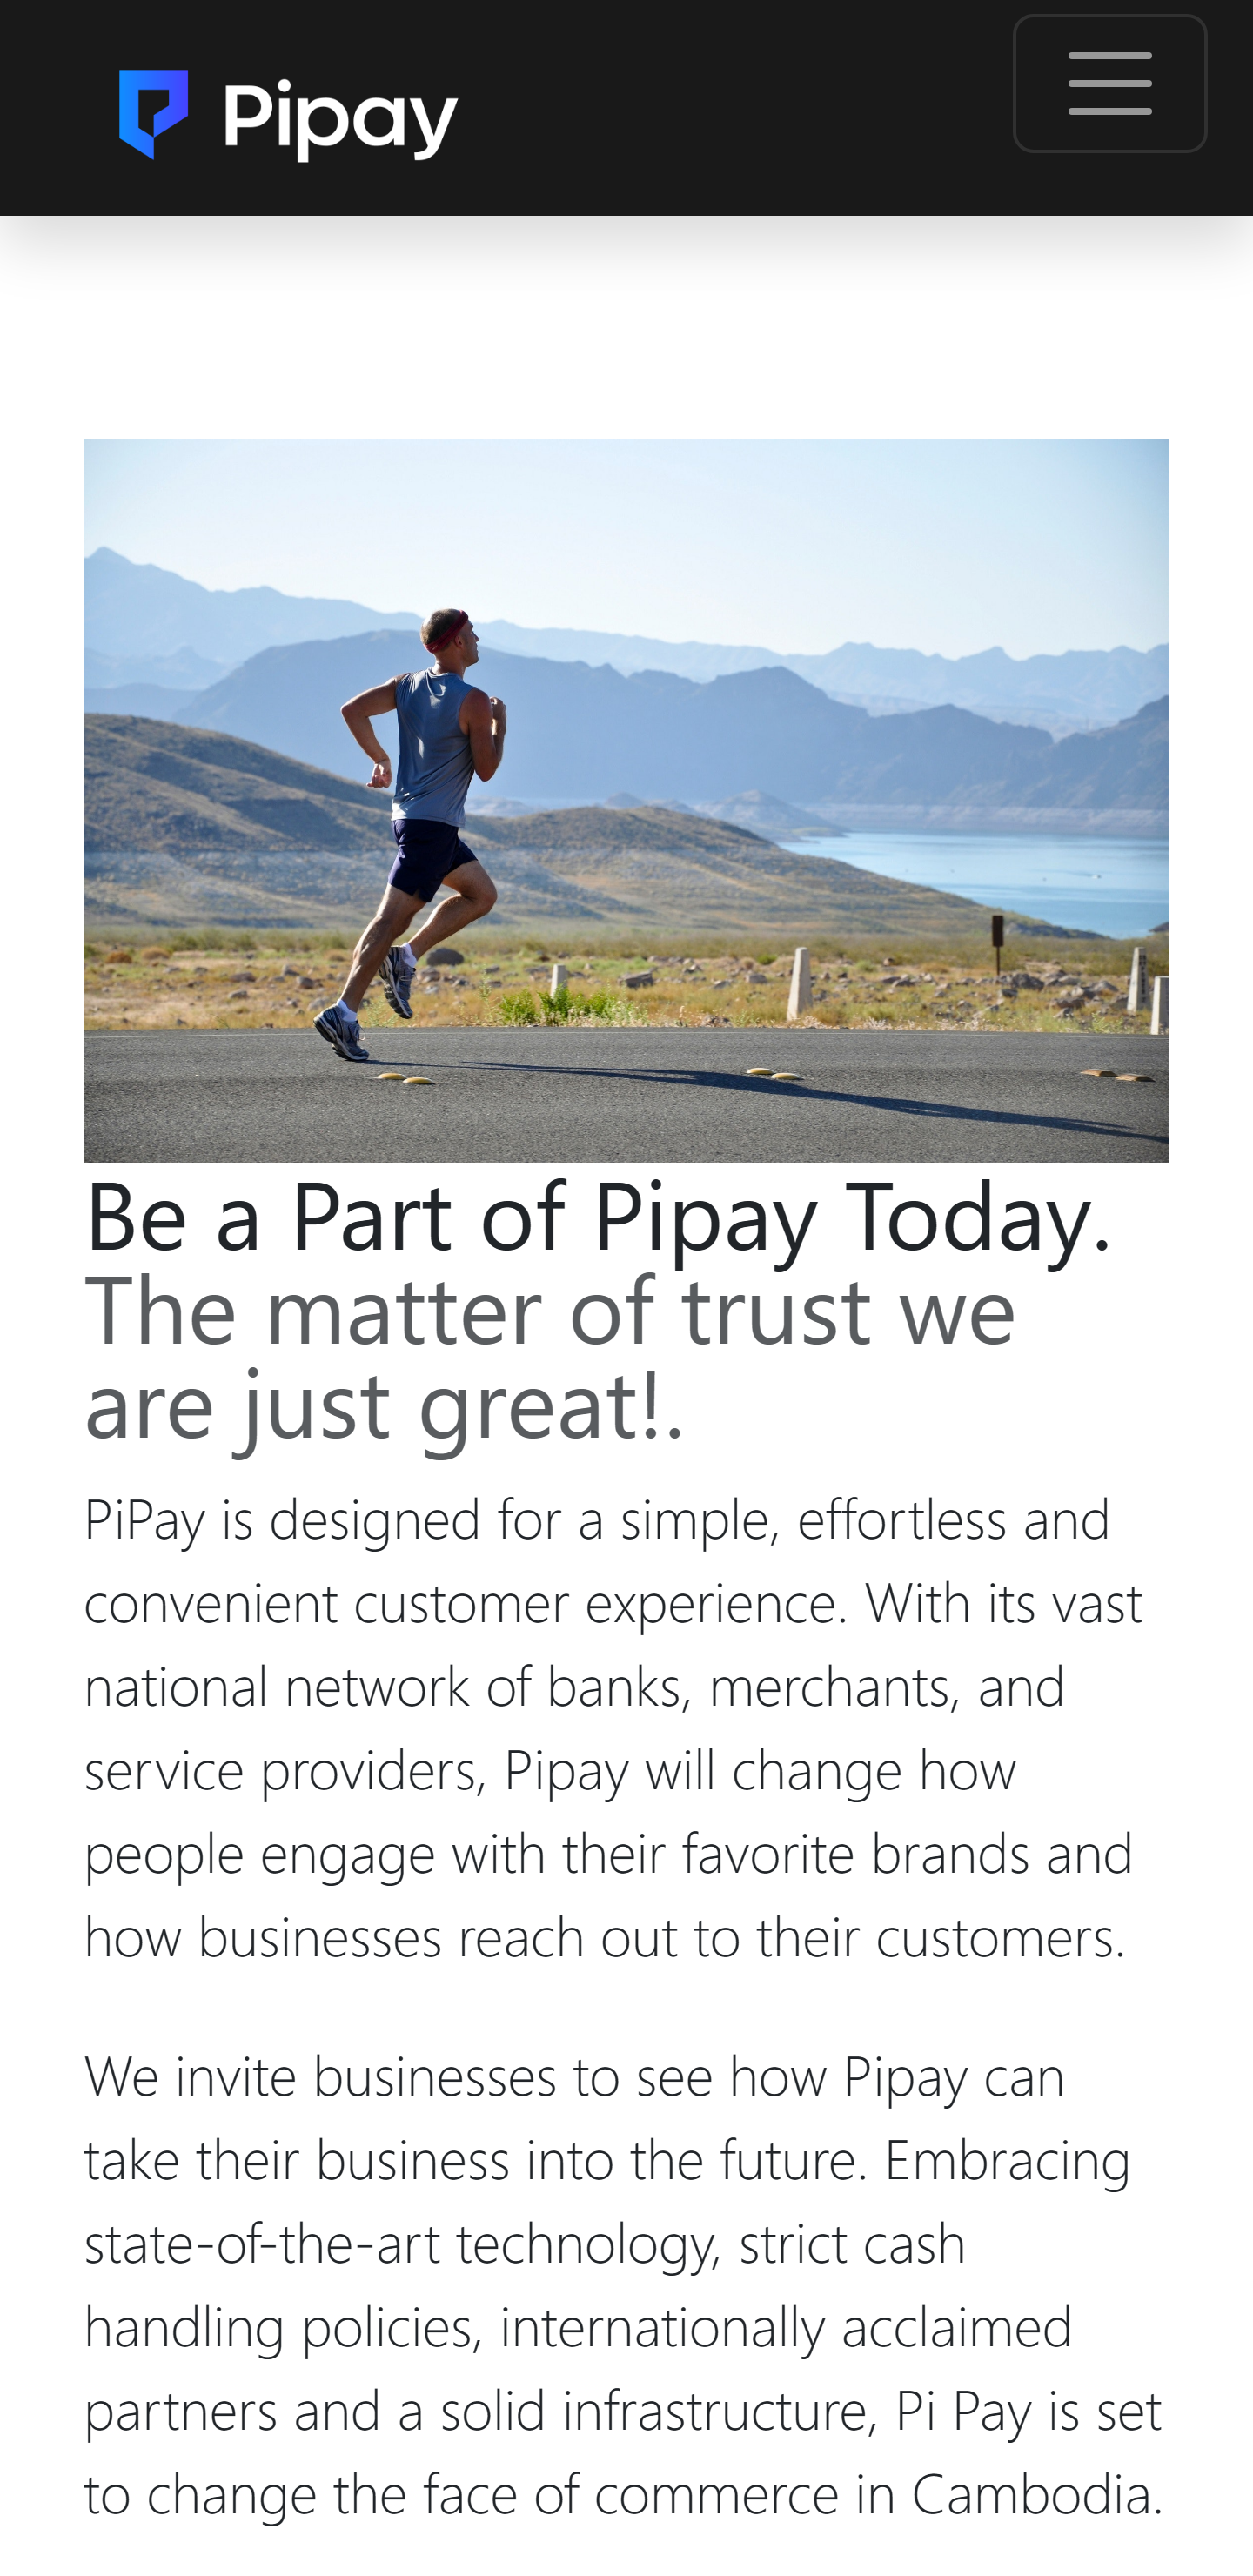 Pipay
Be a Part of Pipay Today.
The matter of trust we
are just great!.
PiPay is designed for a simple, effortless and
convenient customer experience. With its vast
national network of banks, merchants, and
service providers, Pipay will change how
people engage with their favorite brands and
how businesses reach out to their customers.
We invite businesses to see how Pipay can
take their business into the future. Embracing
state-of-the-art technology, strict cash
handling policies, internationally acclaimed
partners and a solid infrastructure, Pi Pay is set
to change the face of commerce in Cambodia.